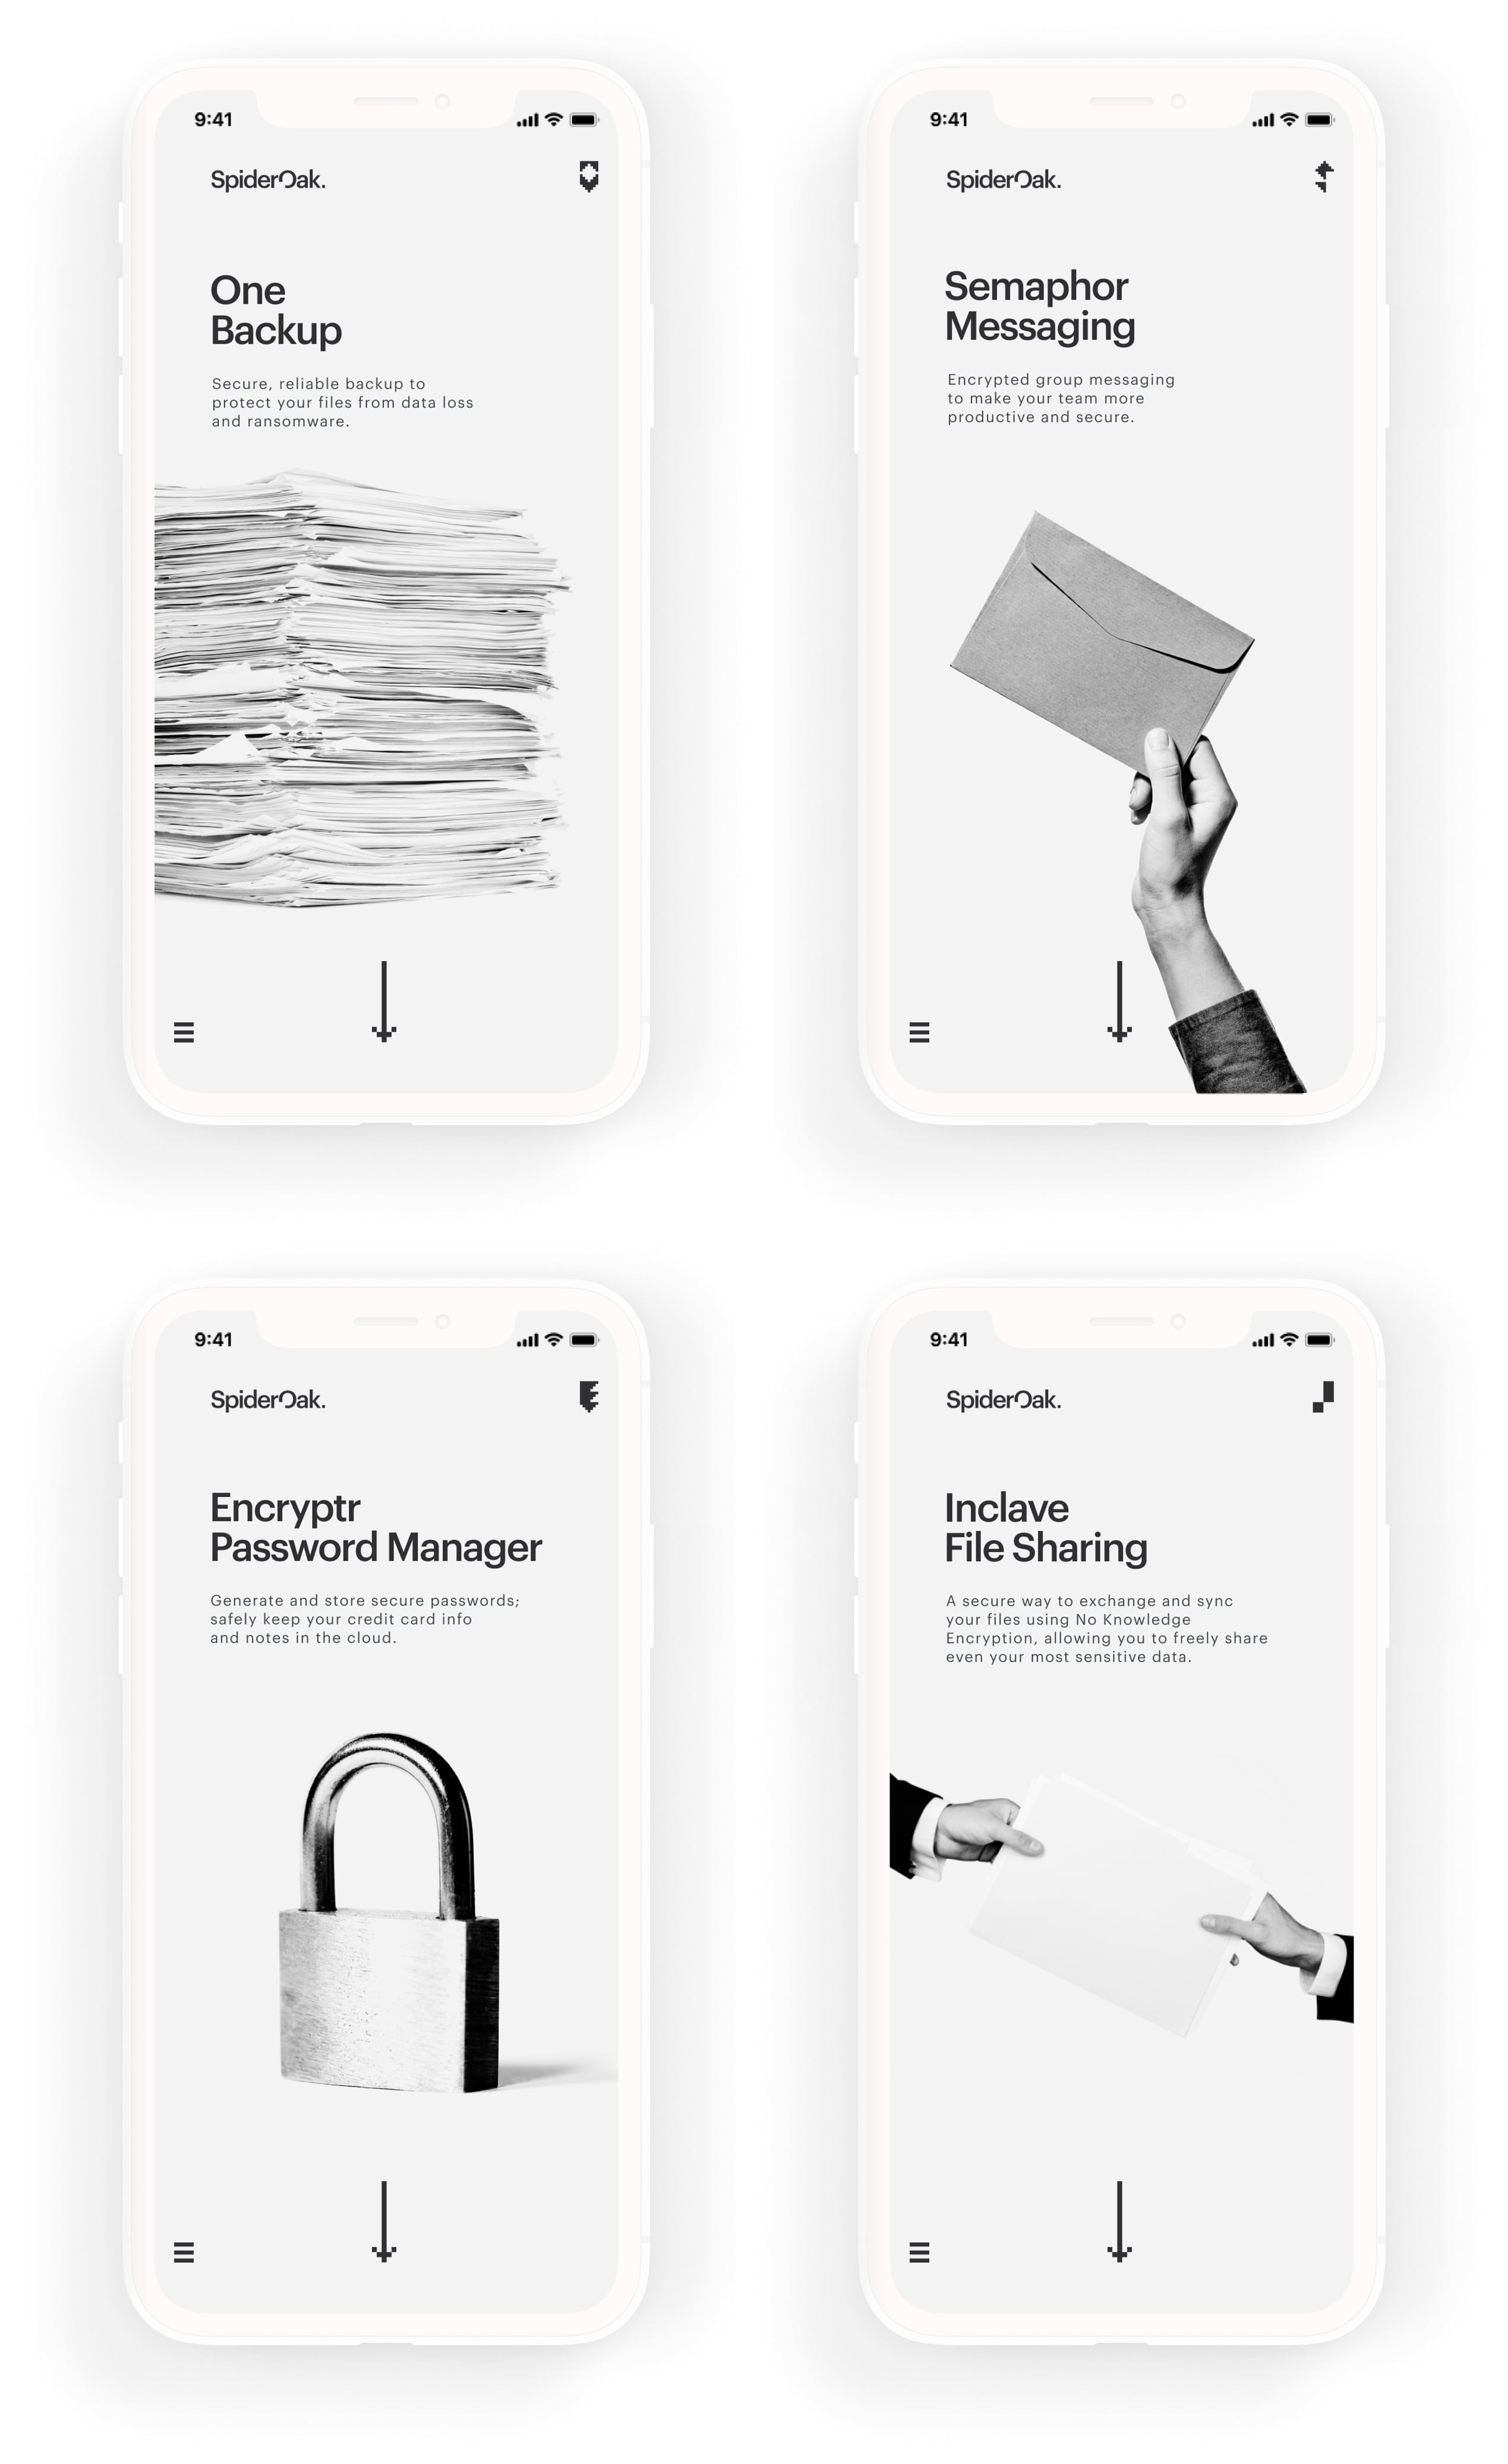 9:41
SpiderOak.
One
Backup
Secure, reliable backup to
protect your files from data loss
and ransomware.
9:41
SpiderOak.
Semaphor
Messaging
Encrypted group messaging
to make your team more
productive and secure.
9:41
SpiderOak.
Encryptr
Password Manager
Generate and store secure passwords;
safely keep your credit card info
and notes in the cloud.
9:41
SpiderOak.
Inclave
File Sharing
A secure way to exchange and sync
your files using No Knowledge
Encryption, allowing you to freely share
even your most sensitive data.